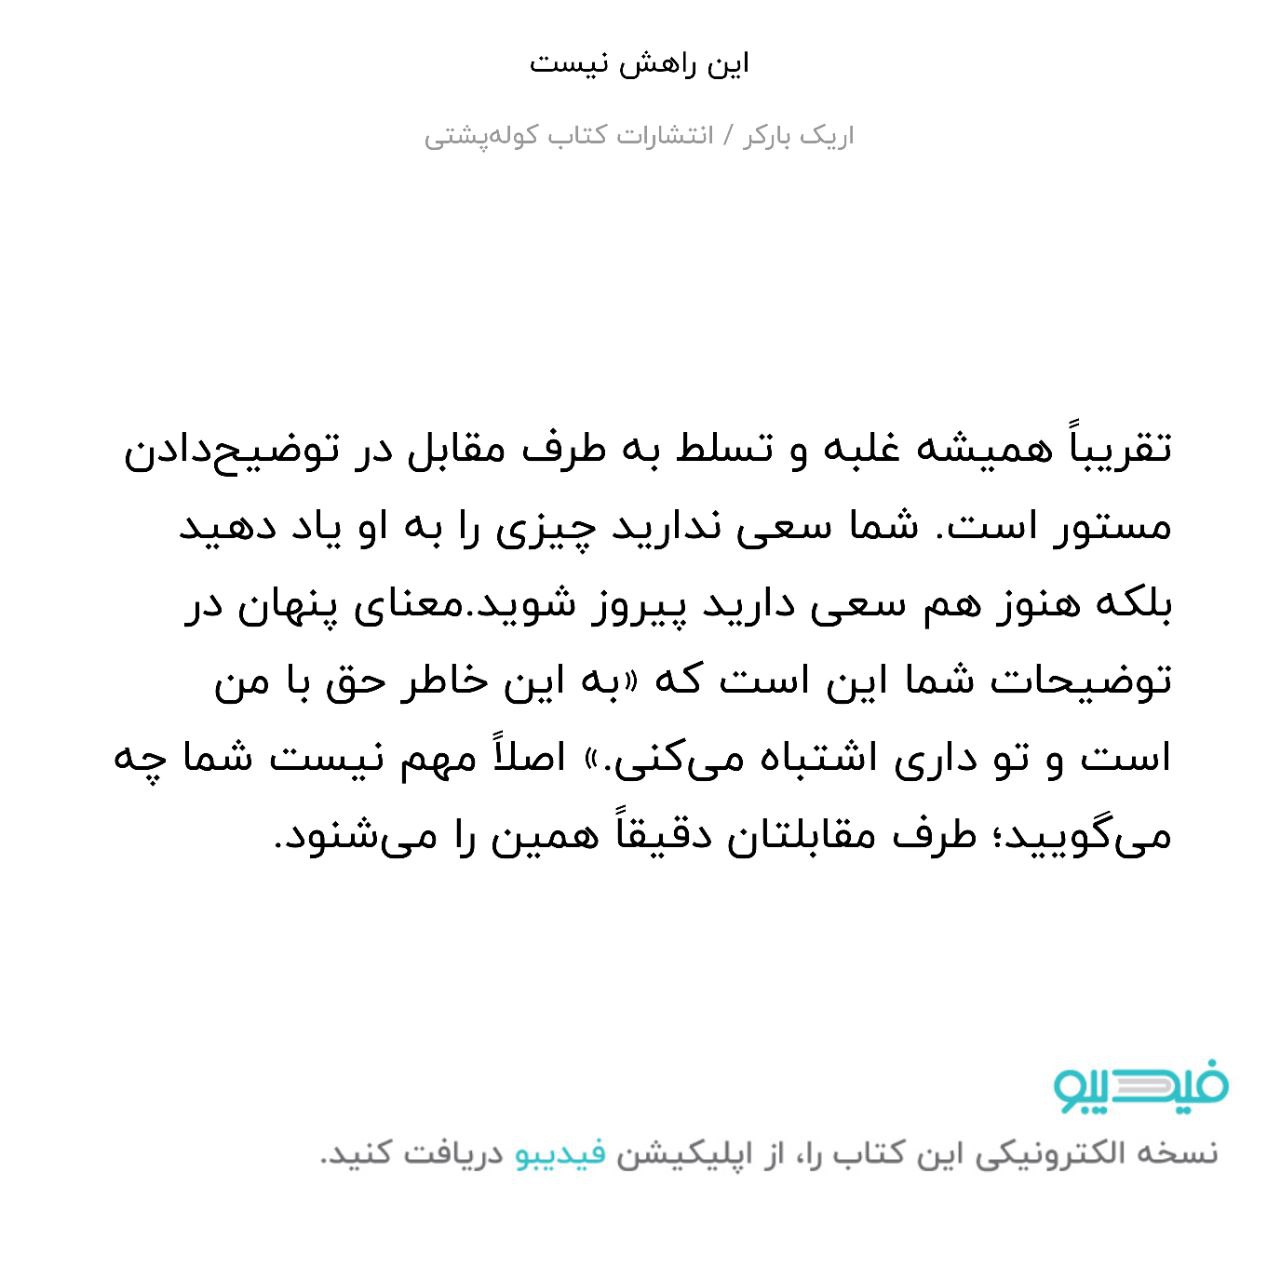 این راهش نیست
اریک بارکر / انتشارات کتاب کوله‌پشتی
تقریباً همیشه غلبه و تسلط به طرف مقابل در توضیح‌دادن
مستور است. شما سعی ندارید چیزی را به او یاد دهید
بلکه هنوز هم سعی دارید پیروز شوید.معنای پنهان در
توضیحات شما این است که «به این خاطر حق با من
است و تو داری اشتباه می‌کنی.» اصلاً مهم نیست شما چه
می‌گویید؛ طرف مقابلتان دقیقاً همین را می‌شنود.
فیدیبو
نسخه الکترونیکی این کتاب را، از اپلیکیشن فیدیبو دریافت کنید.